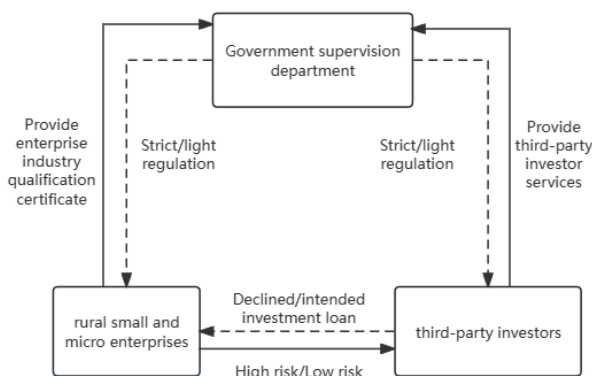 Government supervision
department
Provide
enterprise
industry
qualification
certificate
Strict/light
regulation
Strict/light
regulation
Provide
third-party
investor
services
rural small and
micro enterprises
Declined/intended
investment loan
third-party investors
High risk/Low risk